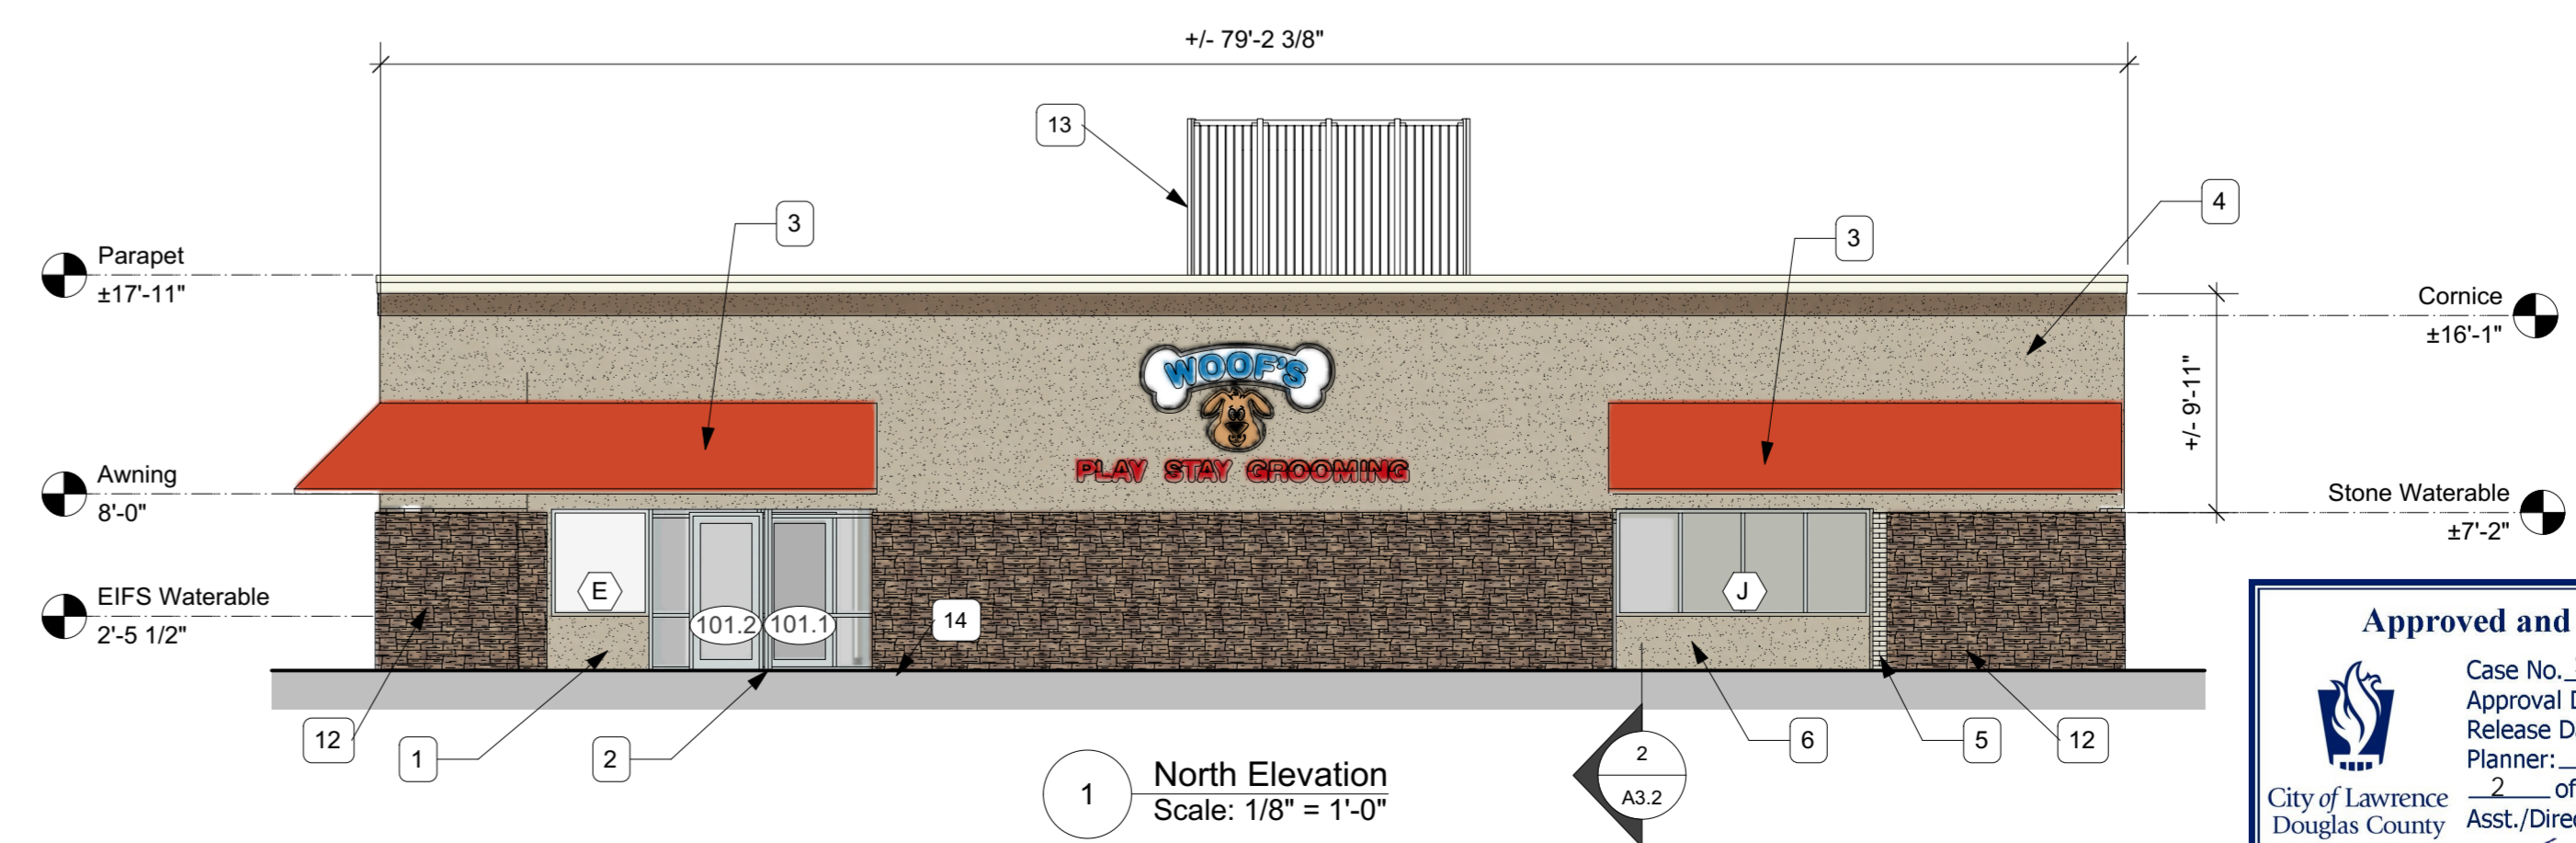 +/- 79'-2 3/8"
13
3
3
4
Parapet
±17'-11"
Cornice
±16'-1"
+/- 9'-11"
WOOF'S
PLAY STAY GROOMING
Awning
8'-0"
Stone Waterable
±7'-2"
EIFS Waterable
2'-5 1/2"
E
101.2
101.1
14
J
12
1
2
6
5
12
1
North Elevation
Scale: 1/8" = 1'-0"
2
A3.2
Approved and
Case No.
Approval
Release
Planner:
2 of
Asst./Direc
City of Lawrence
Douglas County